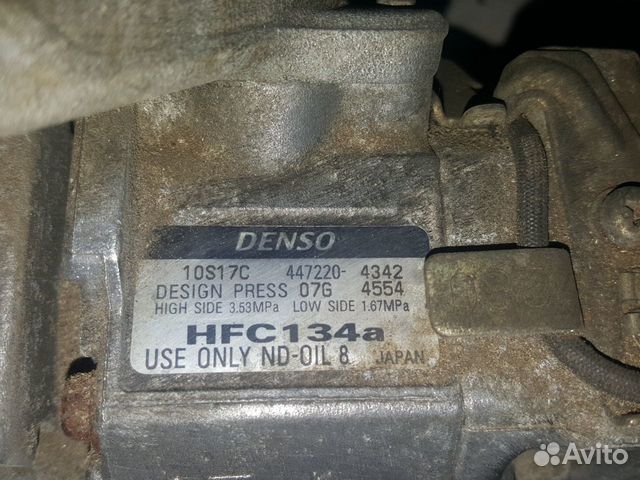 DENSO
10S17C 447220- 4342
DESIGN PRESS 07G 4554
HIGH SIDE 3.53MPa LOW SIDE 1.67MPa
HFC134a
USE ONLY ND-OIL 8 JAPAN
Avito